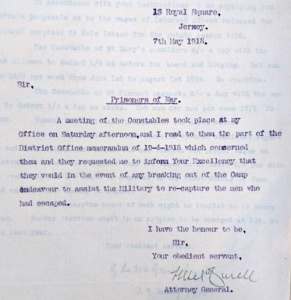 13 Royal Square,
Jersey.
7th May 1918.
Sir,
Prisoners of War.
A meeting of the Constables took place at my
Office on Saturday afternoon, and I read to them the part of the
District Office memorandum of 19-4-1918 which concerned
them and they requested me to inform Your Excellency that
they would in the event of any breaking out of the Camp
endeavour to assist the Military to re-capture the men who
had escaped.
I have the honour to be,
Sir,
Your obedient servant,
Attorney General.